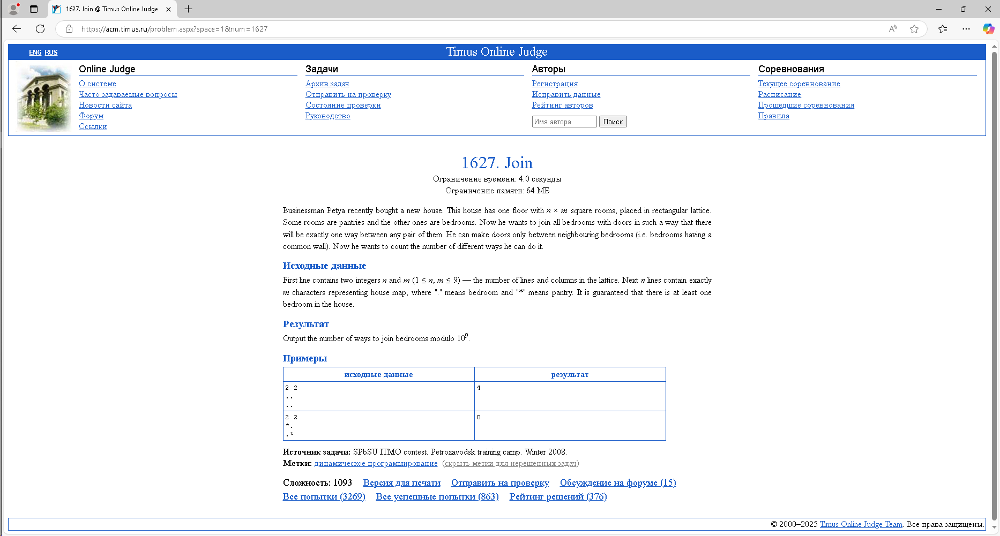 1627. Join @ Timus Online Judge
https://acm.timus.ru/problem.aspx?space=1&num=1627
ENG RUS
Timus Online Judge
Online Judge
О системе
Часто задаваемые вопросы
Новости сайта
Форум
Ссылки
Задачи
Архив задач
Отправить на проверку
Состояние проверки
Руководство
Авторы
Регистрация
Исправить данные
Рейтинг авторов
Имя автора Поиск
Соревнования
Текущее соревнование
Расписание
Прошедшие соревнования
Правила
1627. Join
Ограничение времени: 4.0 секунды
Ограничение памяти: 64 МБ
Businessman Petya recently bought a new house. This house has one floor with n × m square rooms, placed in rectangular lattice.
Some rooms are pantries and the other ones are bedrooms. Now he wants to join all bedrooms with doors in such a way that there
will be exactly one way between any pair of them. He can make doors only between neighbouring bedrooms (i.e. bedrooms having a
common wall). Now he wants to count the number of different ways he can do it.
Исходные данные
First line contains two integers n and m (1 ≤ n, m ≤ 9) — the number of lines and columns in the lattice. Next n lines contain exactly
m characters representing house map, where "." means bedroom and "*" means pantry. It is guaranteed that there is at least one
bedroom in the house.
Результат
Output the number of ways to join bedrooms modulo 10⁹.
Примеры
исходные данные результат
2 2 4
..
..
2 2 0
*.
.*
Источник задачи: SPbSU ITMO contest. Petrozavodsk training camp. Winter 2008.
Метки: динамическое программирование (скрыть метки для нерешенных задач)
Сложность: 1093 Версия для печати Отправить на проверку Обсуждение на форуме (15)
Все попытки (3269) Все успешные попытки (863) Рейтинг решений (376)
© 2000–2025 Timus Online Judge Team. Все права защищены.